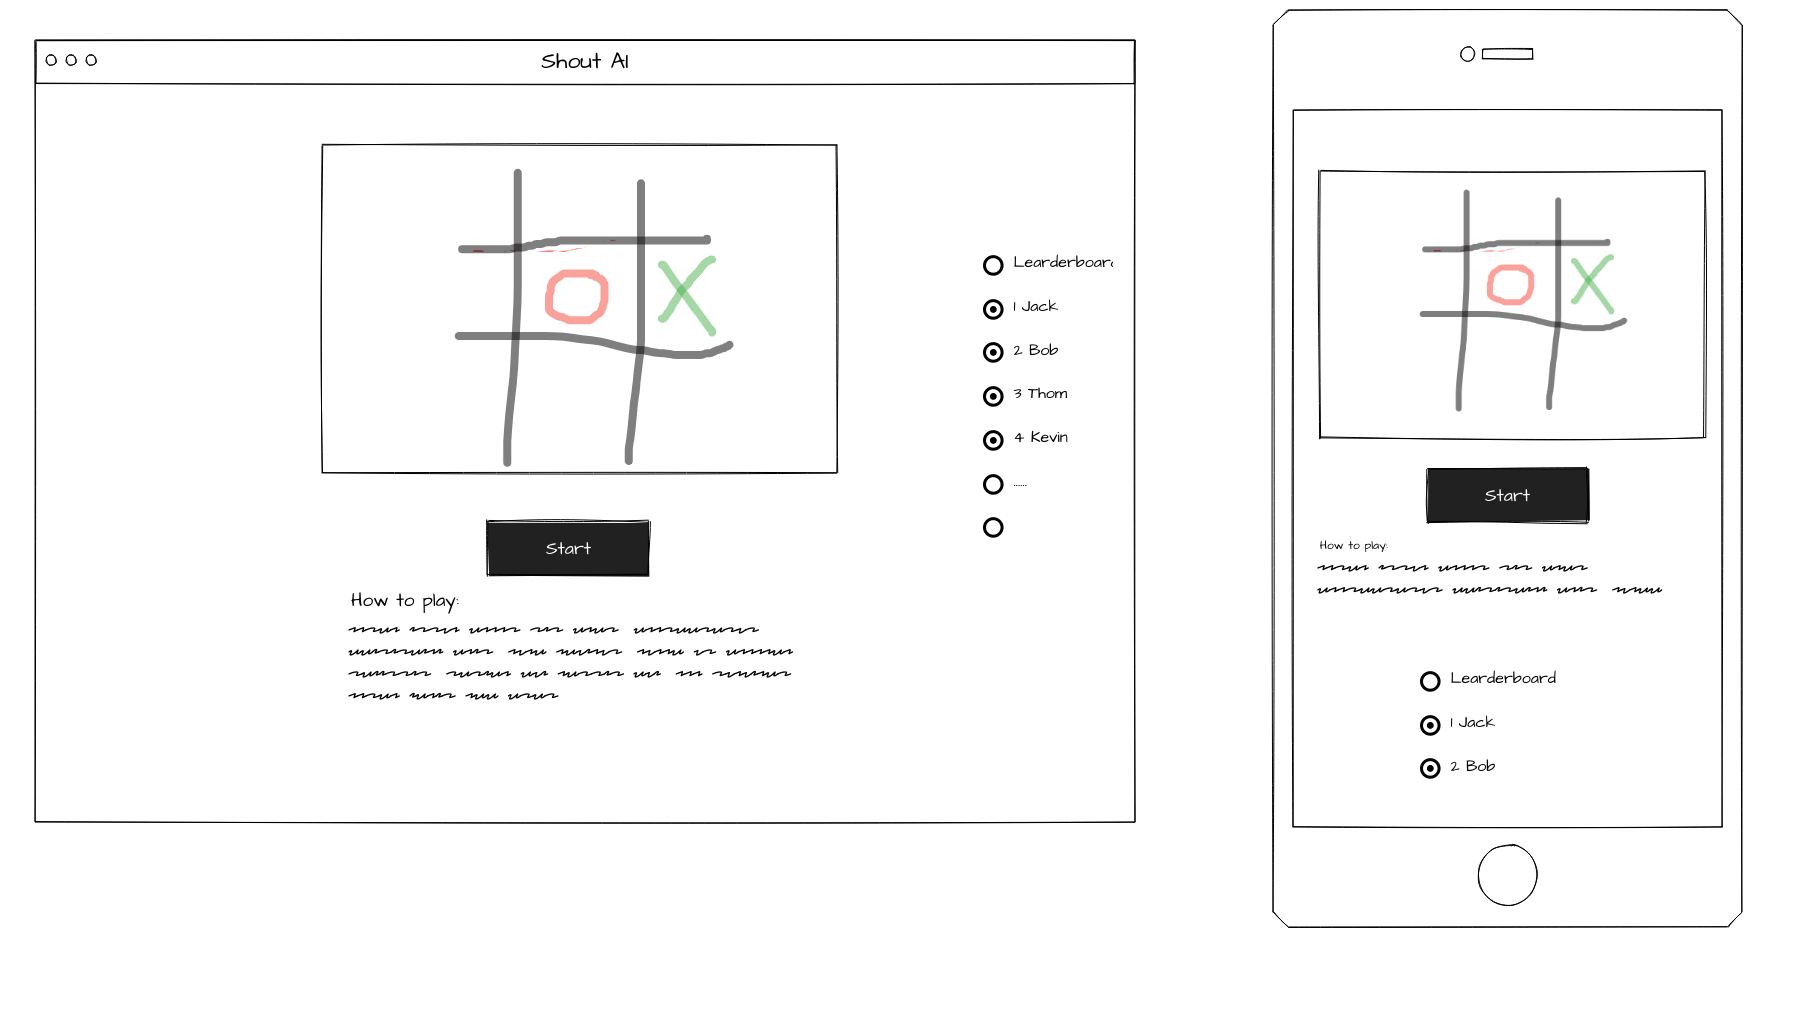 Shout AI
Learderboar
1 Jack
2 Bob
3 Thom
4 Kevin
......
Start
How to play:
Start
How to play:
Learderboard
1 Jack
2 Bob